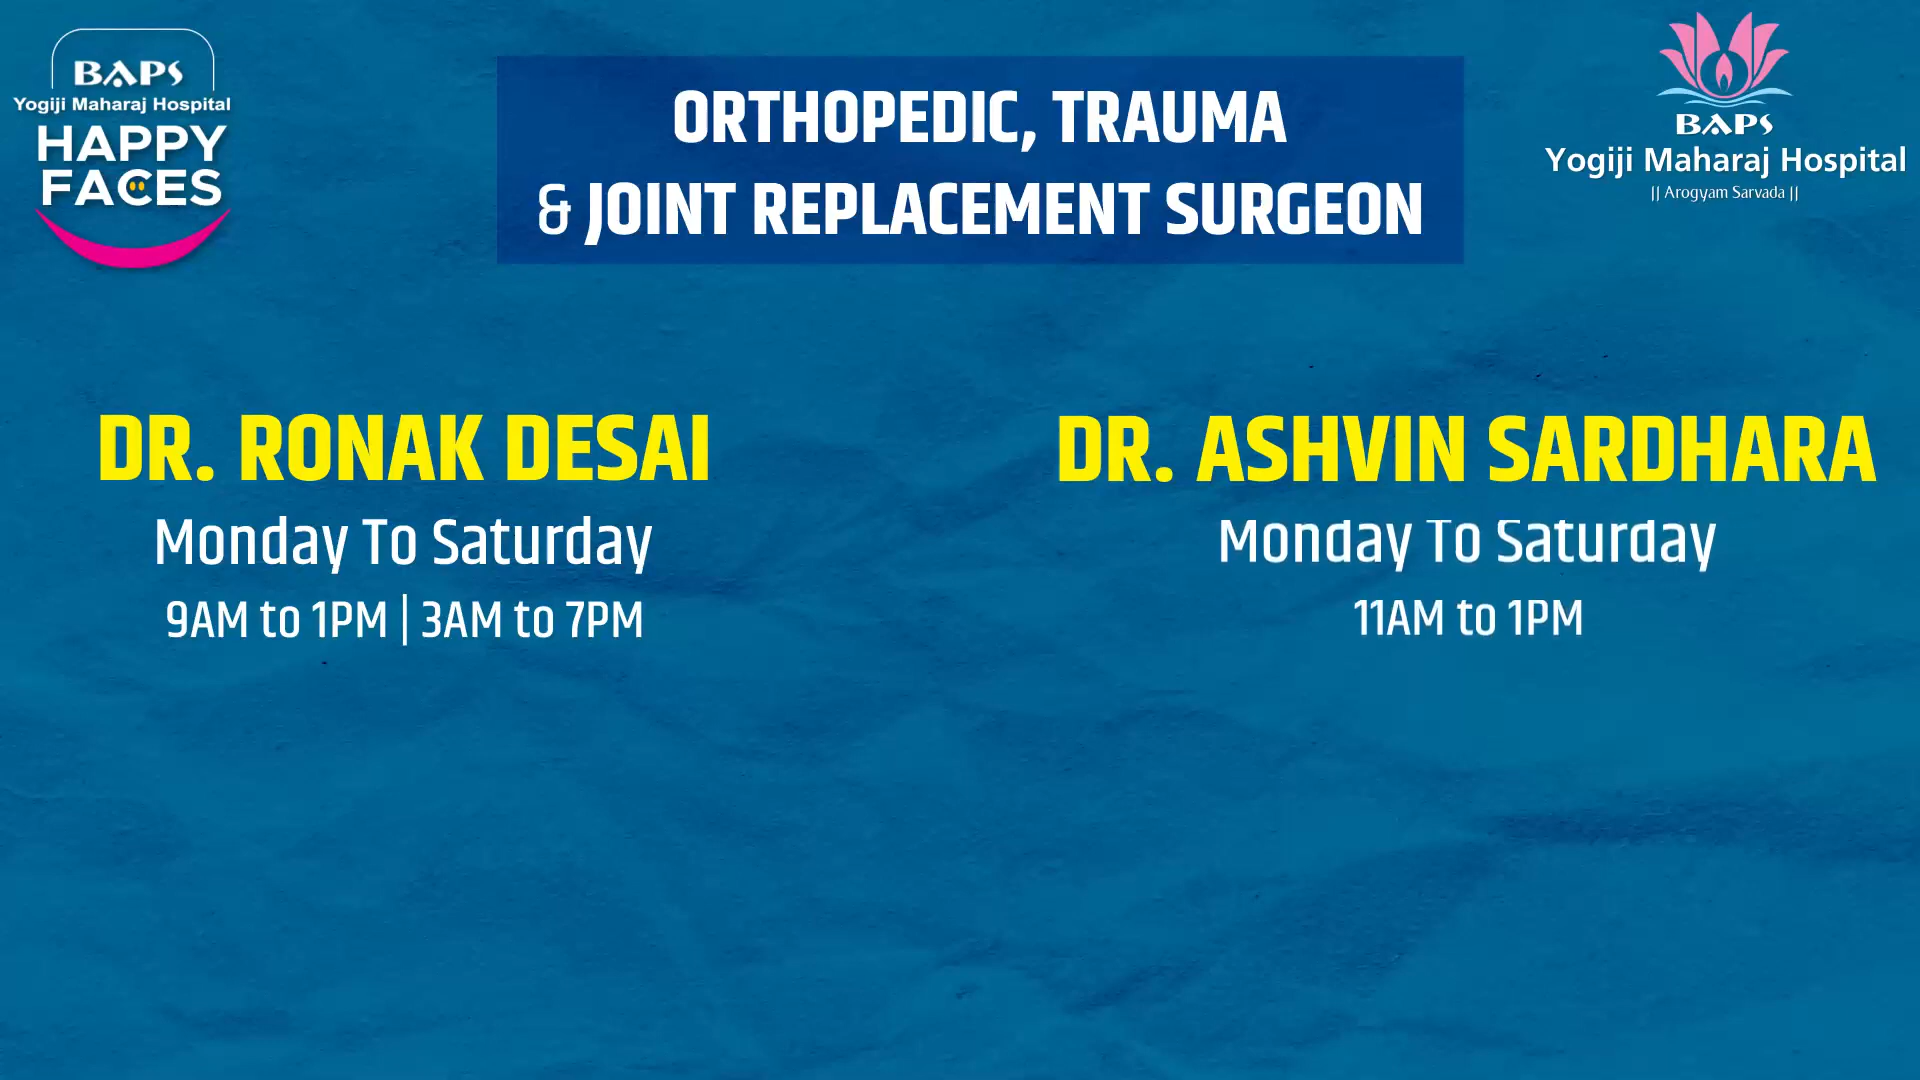 BAPS
Yogiji Maharaj Hospital
HAPPY
FACES
ORTHOPEDIC, TRAUMA
& JOINT REPLACEMENT SURGEON
BAPS
Yogiji Maharaj Hospital
|| Arogyam Sarvada ||
DR. RONAK DESAI
Monday To Saturday
9AM to 1PM | 3AM to 7PM
DR. ASHVIN SARDHARA
Monday To Saturday
11AM to 1PM